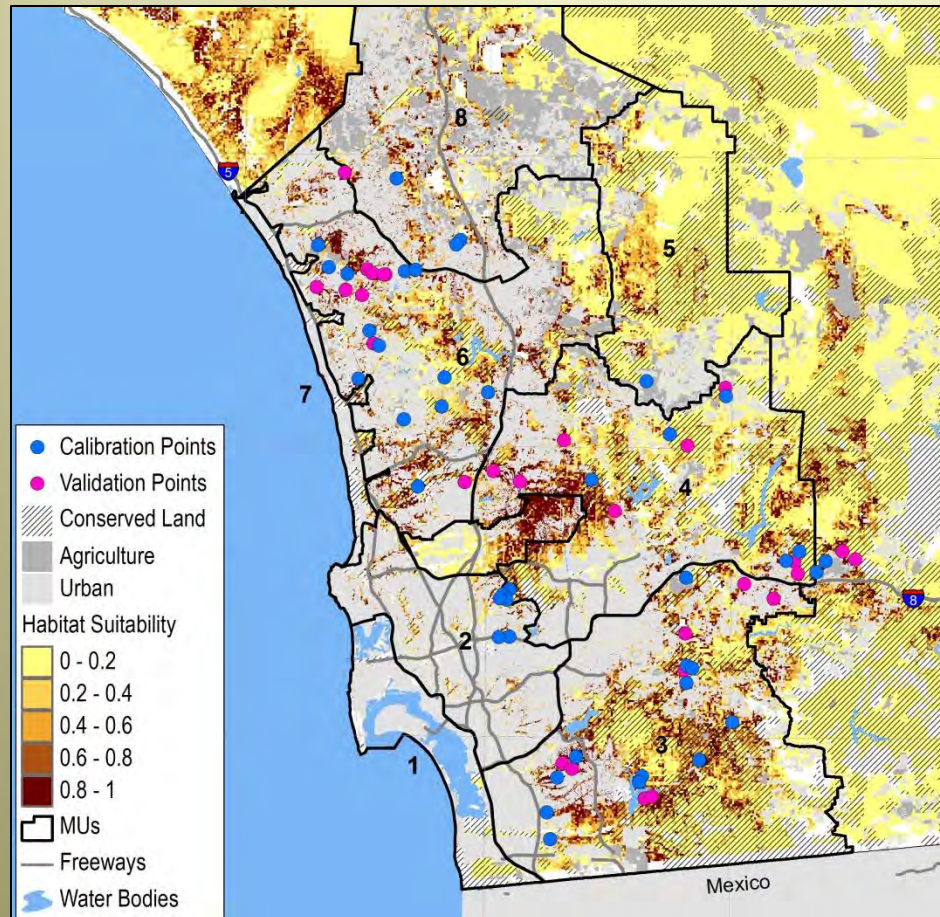 8
5
5
6
7
4
8
2
3
1
Mexico
Calibration Points
Validation Points
Conserved Land
Agriculture
Urban
Habitat Suitability
0 - 0.2
0.2 - 0.4
0.4 - 0.6
0.6 - 0.8
0.8 - 1
MUs
Freeways
Water Bodies